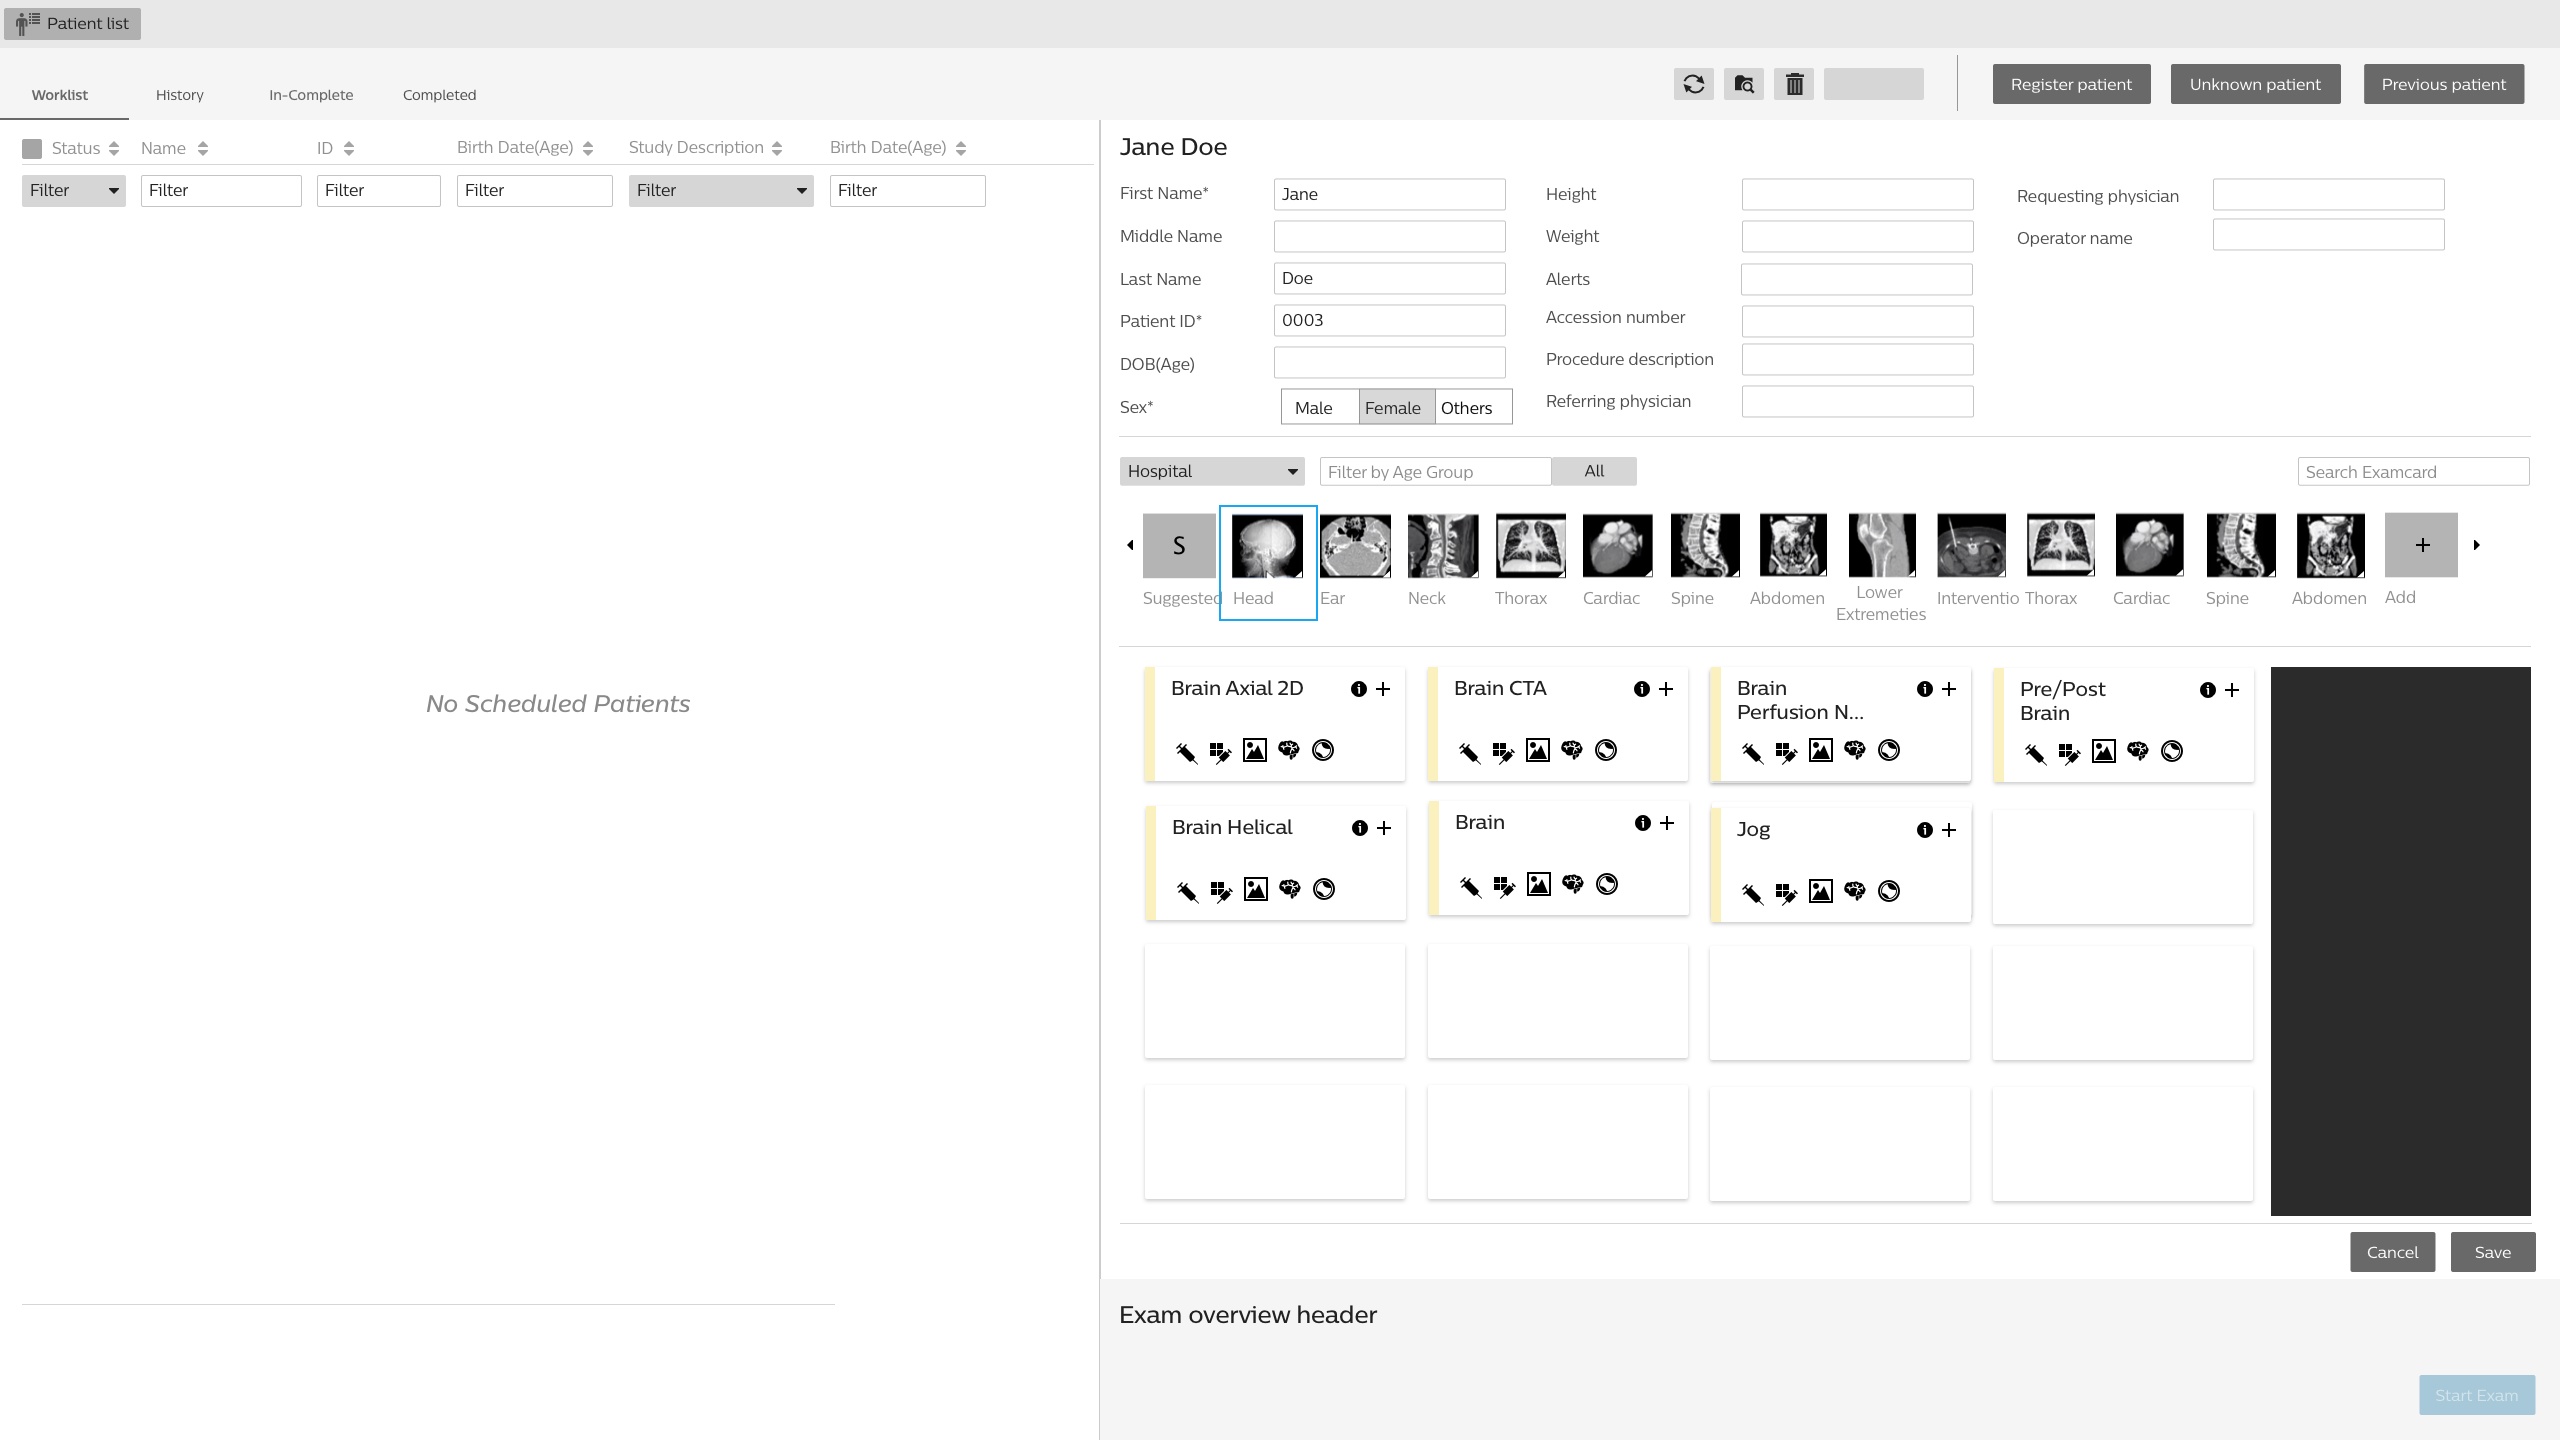 Patient list
Worklist
History
In-Complete
Completed
Register patient
Unknown patient
Previous patient
Status
Name
ID
Birth Date(Age)
Study Description
Birth Date(Age)
Filter
Filter
Filter
Filter
Filter
Filter
No Scheduled Patients
Jane Doe
First Name*
Jane
Middle Name
Last Name
Doe
Patient ID*
0003
DOB(Age)
Sex*
Male
Female
Others
Height
Weight
Alerts
Accession number
Procedure description
Referring physician
Requesting physician
Operator name
Hospital
Filter by Age Group
All
Search Examcard
S
Suggested
Head
Ear
Neck
Thorax
Cardiac
Spine
Abdomen
Lower
Extremeties
Interventio
Thorax
Cardiac
Spine
Abdomen
Add
Brain Axial 2D
Brain CTA
Brain
Perfusion N...
Pre/Post
Brain
Brain Helical
Brain
Jog
Cancel
Save
Exam overview header
Start Exam